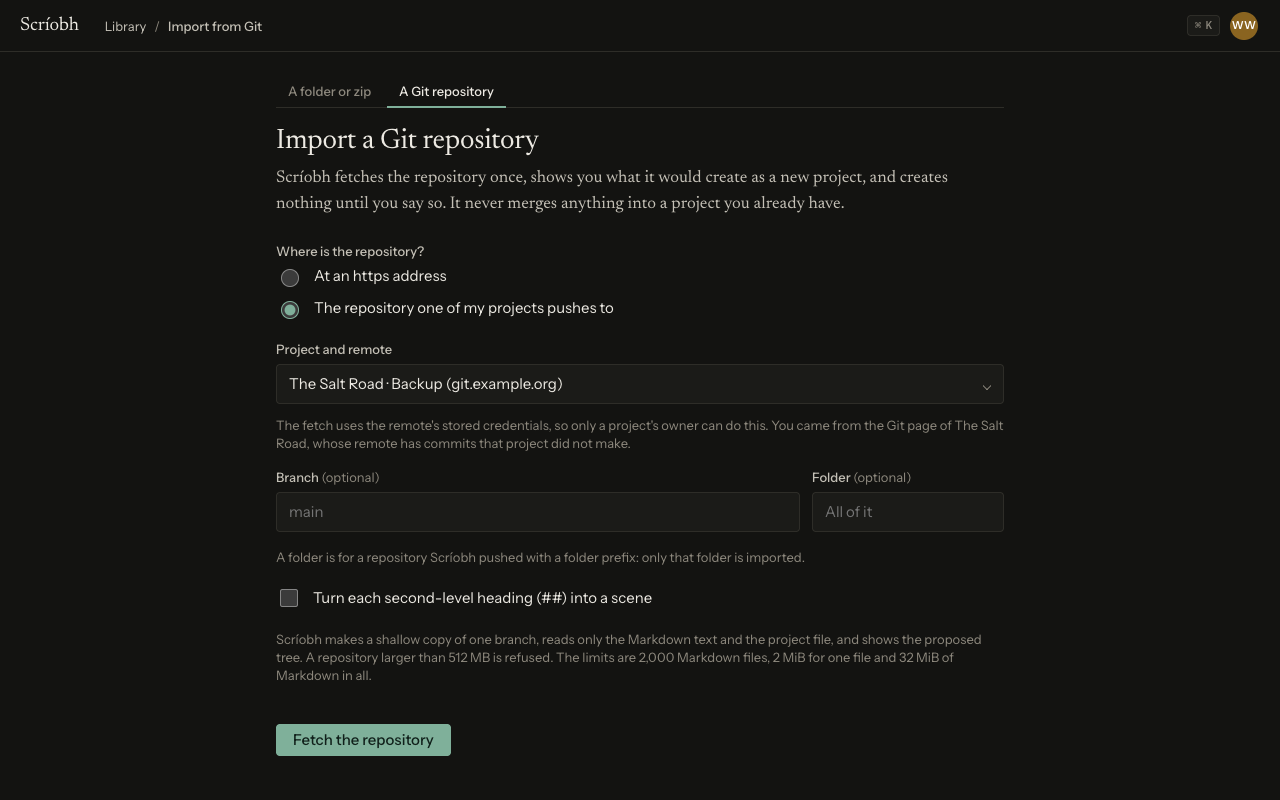 Scríobh
Library / Import from Git
⌘ K
WW
A folder or zip
A Git repository
Import a Git repository
Scríobh fetches the repository once, shows you what it would create as a new project, and creates
nothing until you say so. It never merges anything into a project you already have.
Where is the repository?
At an https address
The repository one of my projects pushes to
Project and remote
The Salt Road · Backup (git.example.org)
The fetch uses the remote's stored credentials, so only a project's owner can do this. You came from the Git page of The Salt
Road, whose remote has commits that project did not make.
Branch (optional)
Folder (optional)
main
All of it
A folder is for a repository Scríobh pushed with a folder prefix: only that folder is imported.
Turn each second-level heading (##) into a scene
Scríobh makes a shallow copy of one branch, reads only the Markdown text and the project file, and shows the proposed
tree. A repository larger than 512 MB is refused. The limits are 2,000 Markdown files, 2 MiB for one file and 32 MiB of
Markdown in all.
Fetch the repository